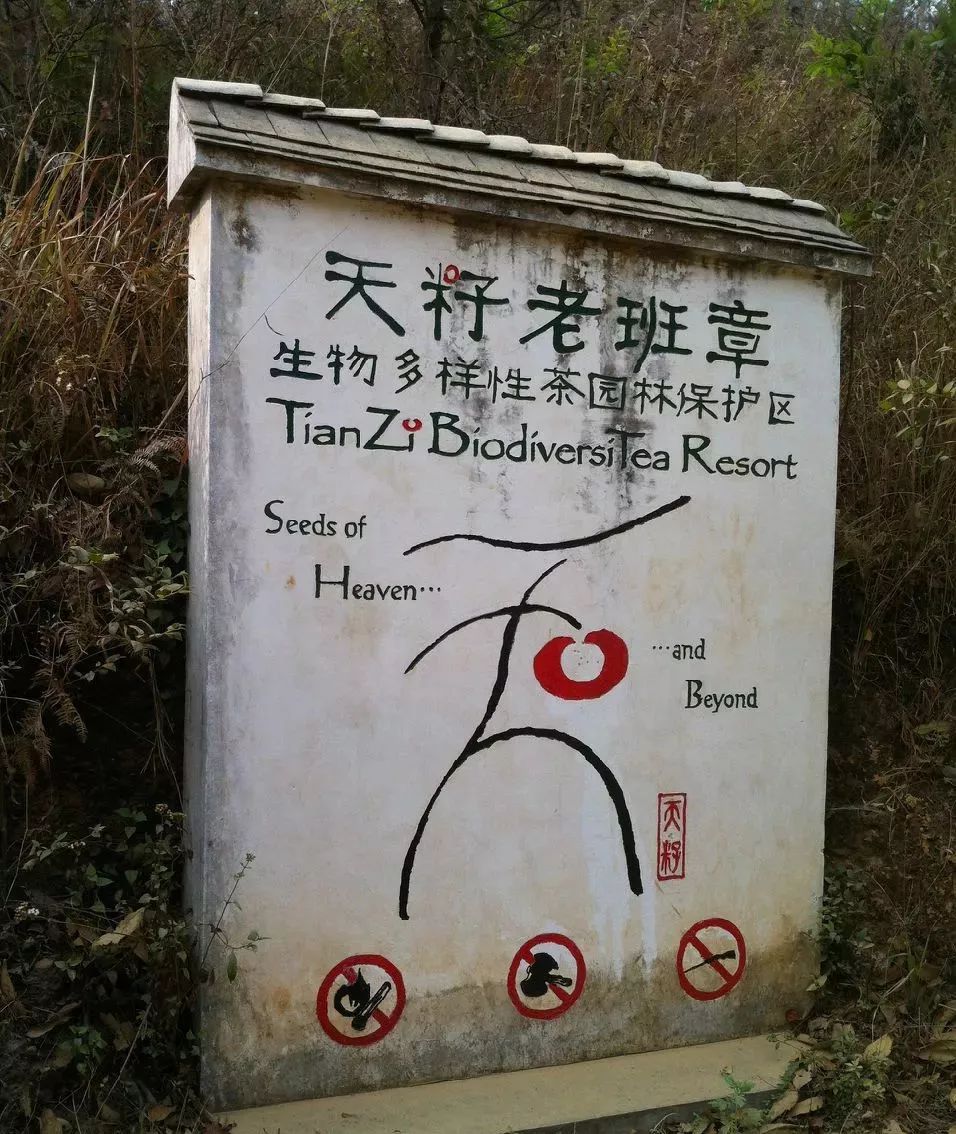 天籽老班章
生物多样性茶园林保护区
TianZi BiodiversiTea Resort
Seeds of
Heaven…
…and
Beyond
天籽